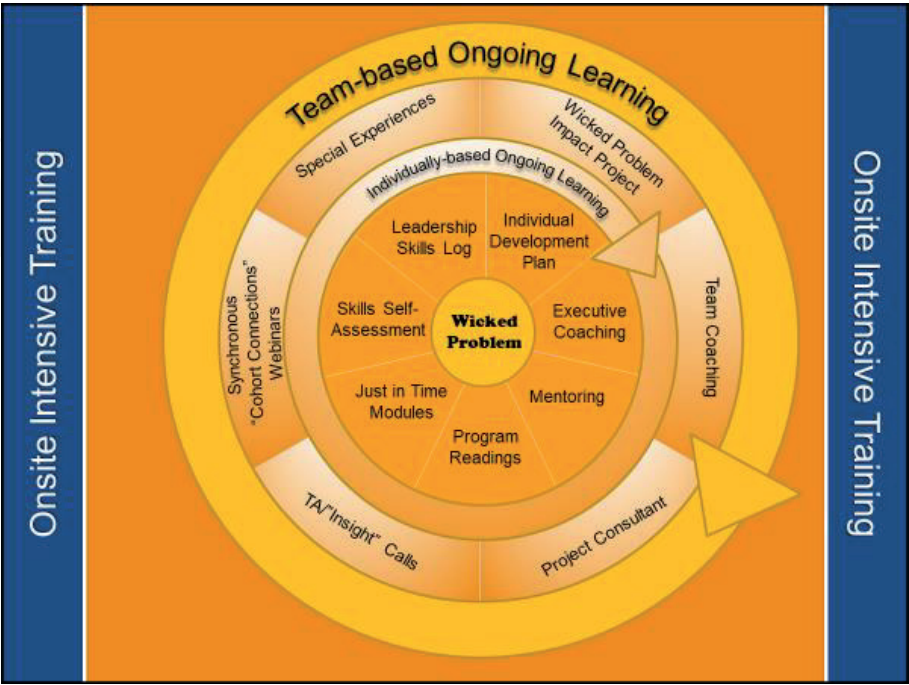 Onsite Intensive Training
Team-based Ongoing Learning
Special Experiences
Wicked Problem
Impact Project
Team Coaching
Project Consultant
TA/"Insight" Calls
Synchronous
"Cohort Connections"
Webinars
Individually-based Ongoing Learning
Leadership
Skills Log
Individual
Development
Plan
Executive
Coaching
Mentoring
Program
Readings
Just in Time
Modules
Skills Self-
Assessment
Wicked
Problem
Onsite Intensive Training